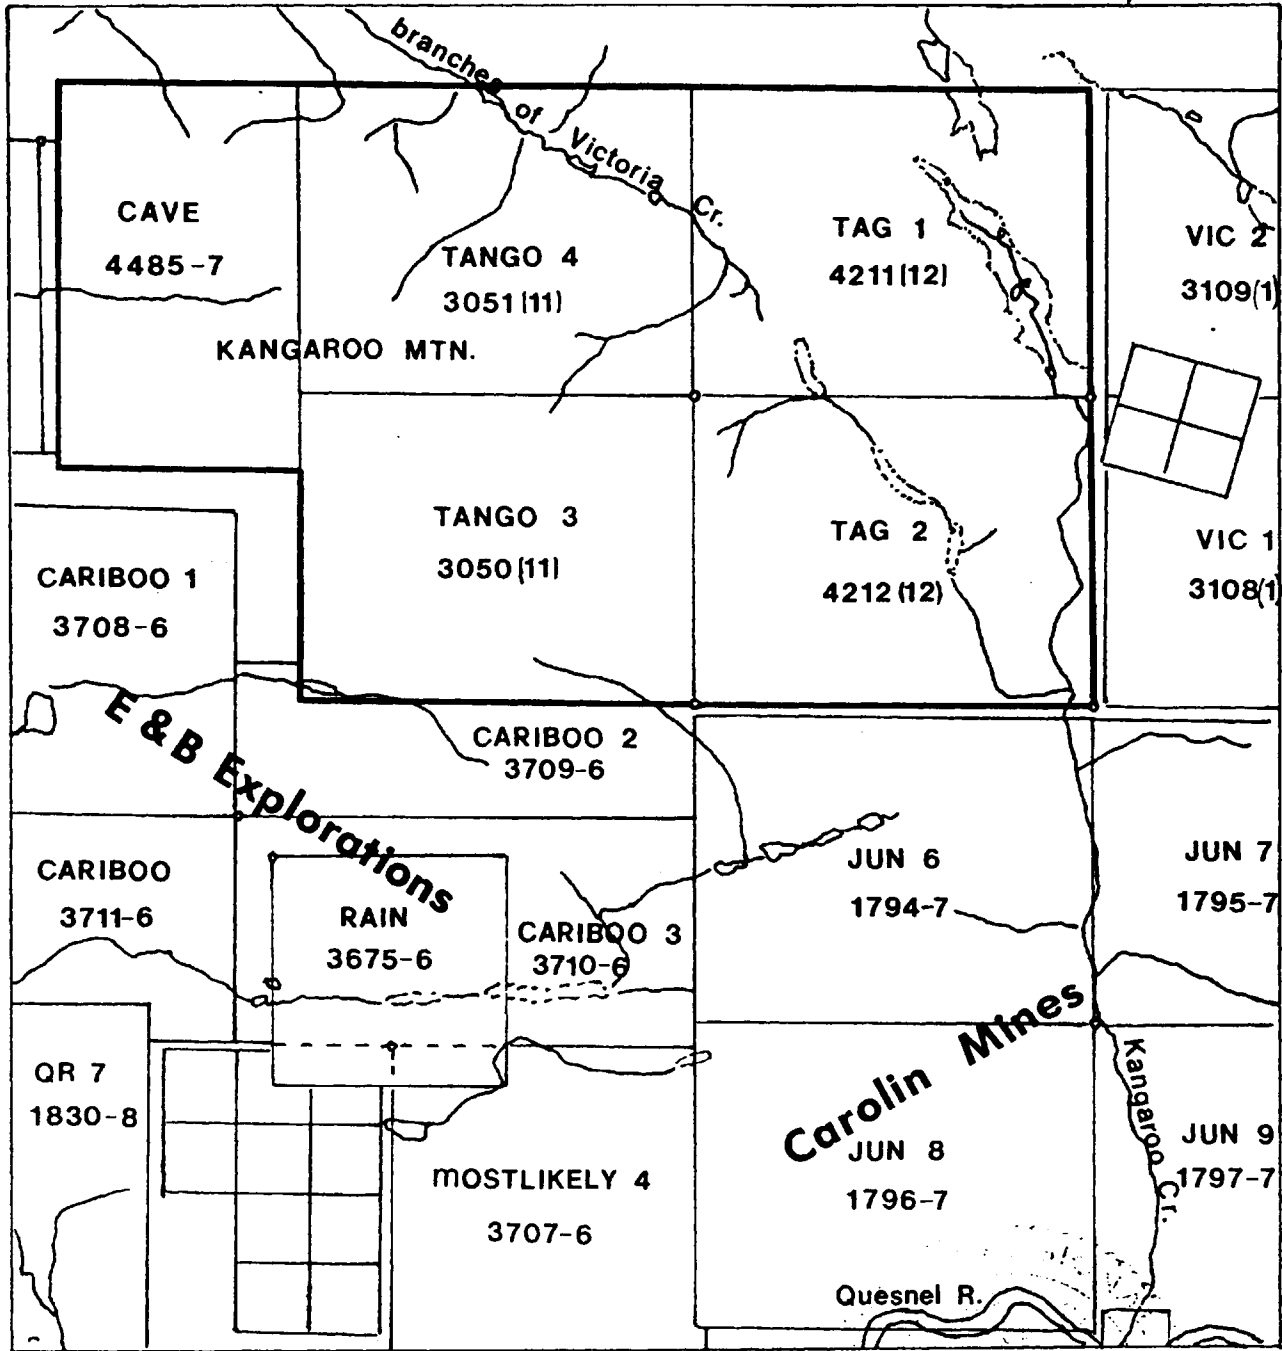 branches of Victoria Cr.
CAVE
4485-7
TANGO 4
3051(11)
TAG 1
4211(12)
VIC 2
3109(1)
KANGAROO MTN.
TANGO 3
3050(11)
TAG 2
4212(12)
VIC 1
3108(1)
CARIBOO 1
3708-6
E & B Explorations
CARIBOO 2
3709-6
CARIBOO
3711-6
RAIN
3675-6
CARIBOO 3
3710-6
JUN 6
1794-7
JUN 7
1795-7
Carolin Mines
Kangaroo Cr.
QR 7
1830-8
MOSTLIKELY 4
3707-6
JUN 8
1796-7
JUN 9
1797-7
Quesnel R.